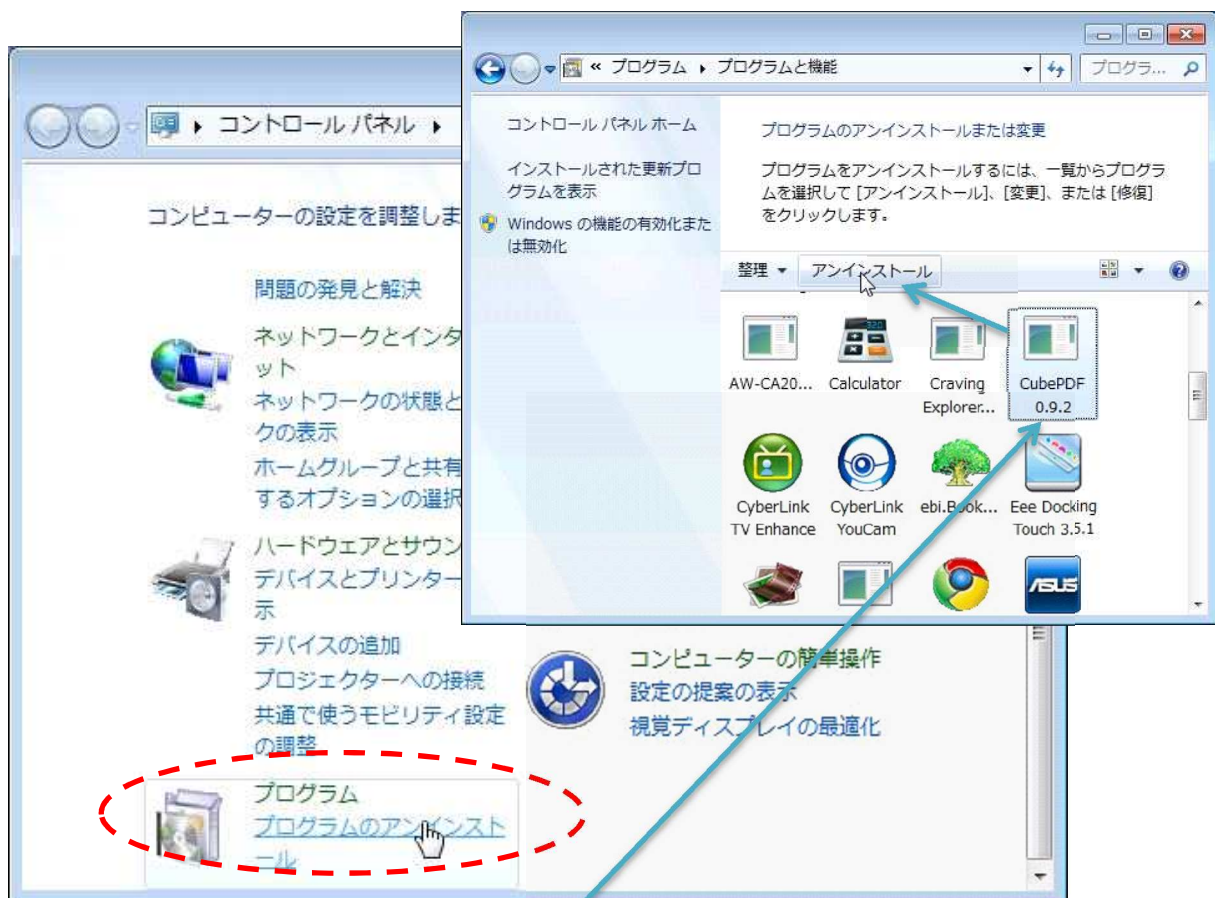 コントロール パネル
コンピューターの設定を調整しま
問題の発見と解決
ネットワークとインタ
ット
ネットワークの状態と
クの表示
ホームグループと共有
するオプションの選択
ハードウェアとサウン
デバイスとプリンター
示
デバイスの追加
プロジェクターへの接続
共通で使うモビリティ設定
の調整
プログラム
プログラムのアンインスト
ール
コンピューターの簡単操作
設定の提案の表示
視覚ディスプレイの最適化
« プログラム
プログラムと機能
プログラ...
コントロール パネル ホーム
インストールされた更新プロ
グラムを表示
Windows の機能の有効化また
は無効化
プログラムのアンインストールまたは変更
プログラムをアンインストールするには、一覧からプログラ
ムを選択して [アンインストール]、[変更]、または [修復]
をクリックします。
整理
アンインストール
AW-CA20...
Calculator
Craving
Explorer...
CubePDF
0.9.2
CyberLink
TV Enhance
CyberLink
YouCam
ebi.Book...
Eee Docking
Touch 3.5.1
ASUS